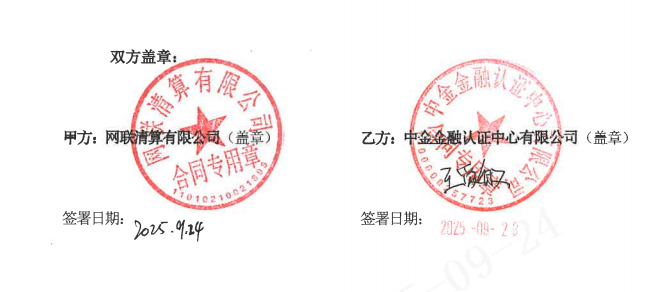 双方盖章：
网联清算有限公司
合同专用章
甲方：网联清算有限公司（盖章）
签署日期：
2025.9.24
中金金融认证中心有限公司
乙方：中金金融认证中心有限公司（盖章）
签署日期：
2025-09-2